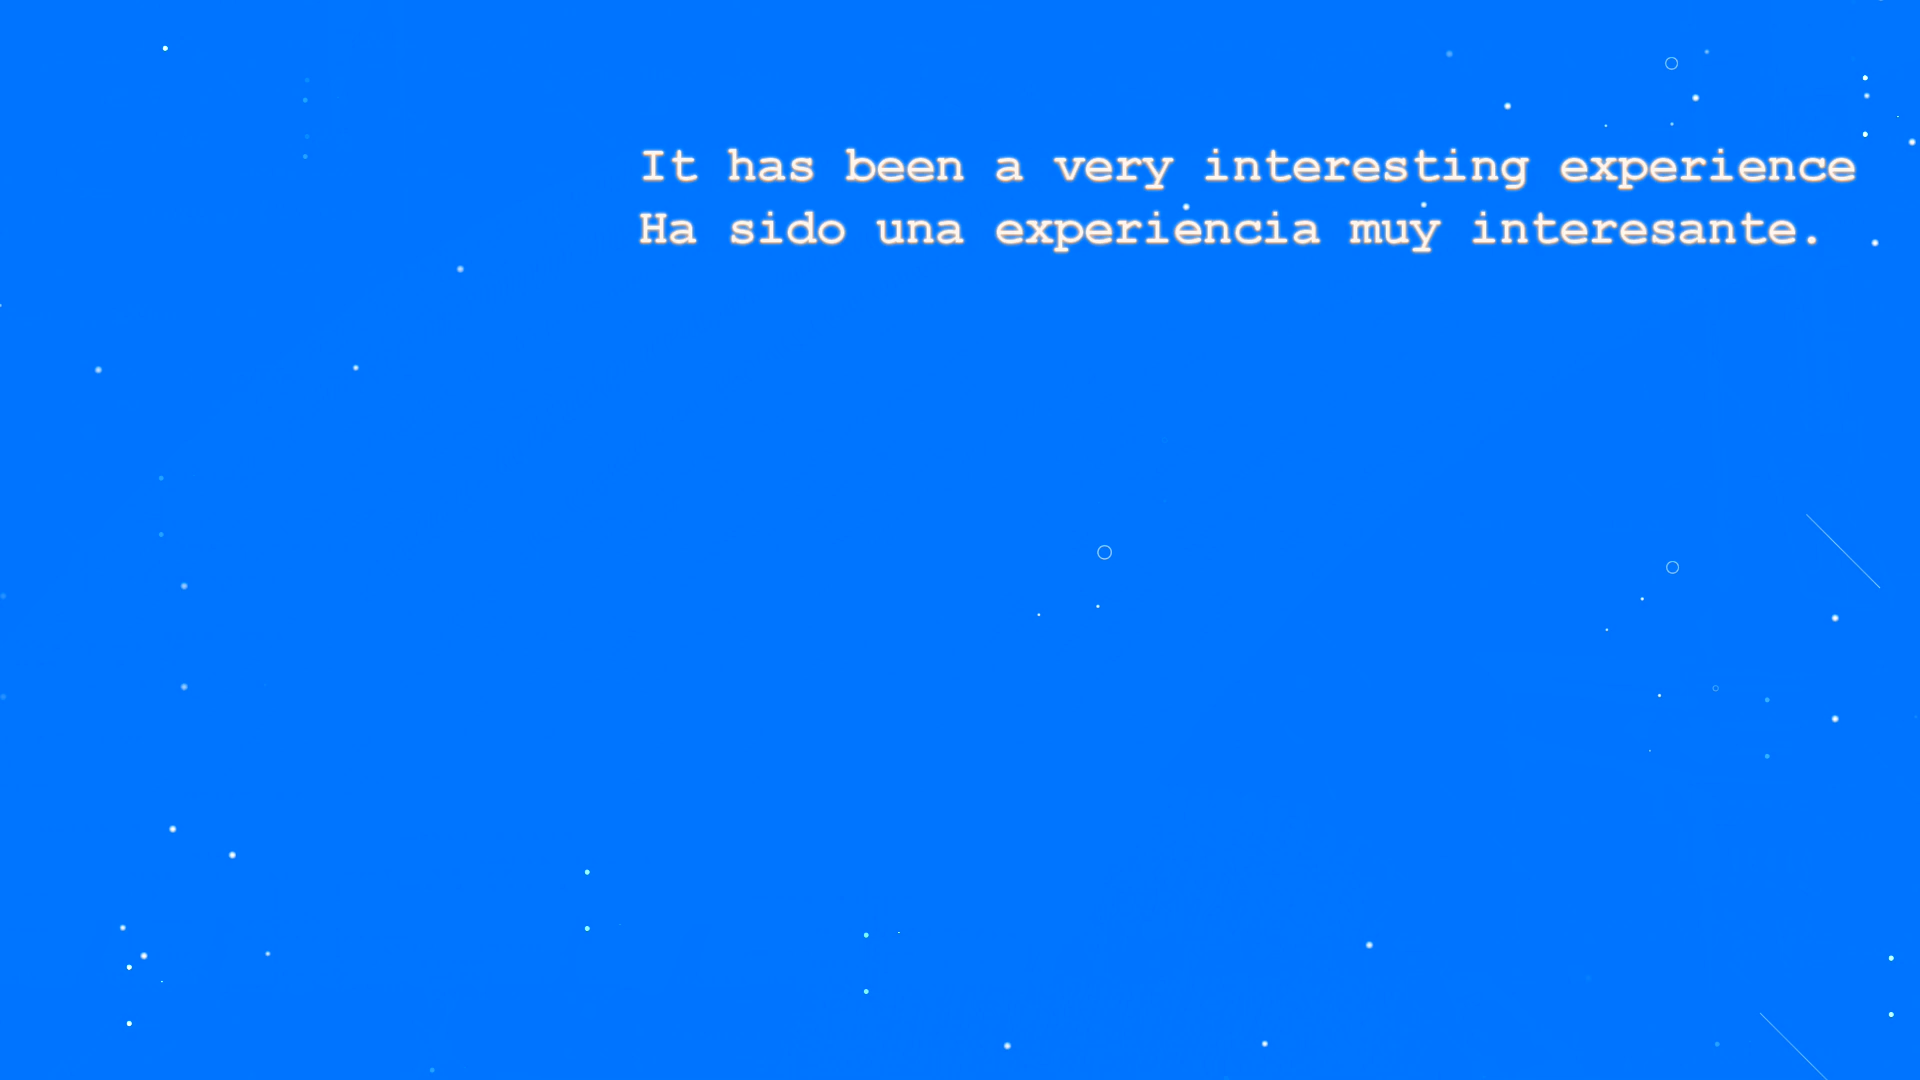 It has been a very interesting experience
Ha sido una experiencia muy interesante.